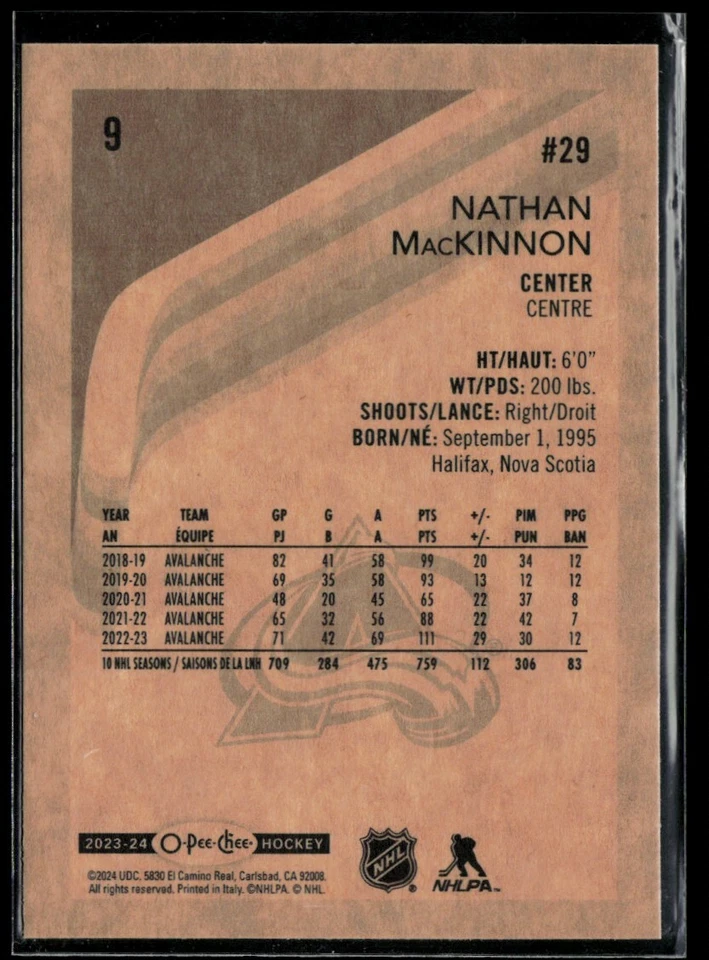 9
#29
NATHAN
MacKINNON
CENTER
CENTRE
HT/HAUT: 6'0"
WT/PDS: 200 lbs.
SHOOTS/LANCE: Right/Droit
BORN/NÉ: September 1, 1995
Halifax, Nova Scotia
YEAR TEAM GP G A PTS +/- PIM PPG
AN ÉQUIPE PJ B A PTS +/- PUN BAN
2018-19 AVALANCHE 82 41 58 99 20 34 12
2019-20 AVALANCHE 69 35 58 93 13 12 12
2020-21 AVALANCHE 48 20 45 65 22 37 8
2021-22 AVALANCHE 65 32 56 88 22 42 7
2022-23 AVALANCHE 71 42 69 111 29 30 12
10 NHL SEASONS / SAISONS DE LA LNH 709 284 475 759 112 306 83
2023-24 O-Pee-Chee HOCKEY
NHL ®
NHLPA™
©2024 UDC. 5830 El Camino Real, Carlsbad, CA 92008.
All rights reserved. Printed in Italy. ©NHLPA. © NHL.